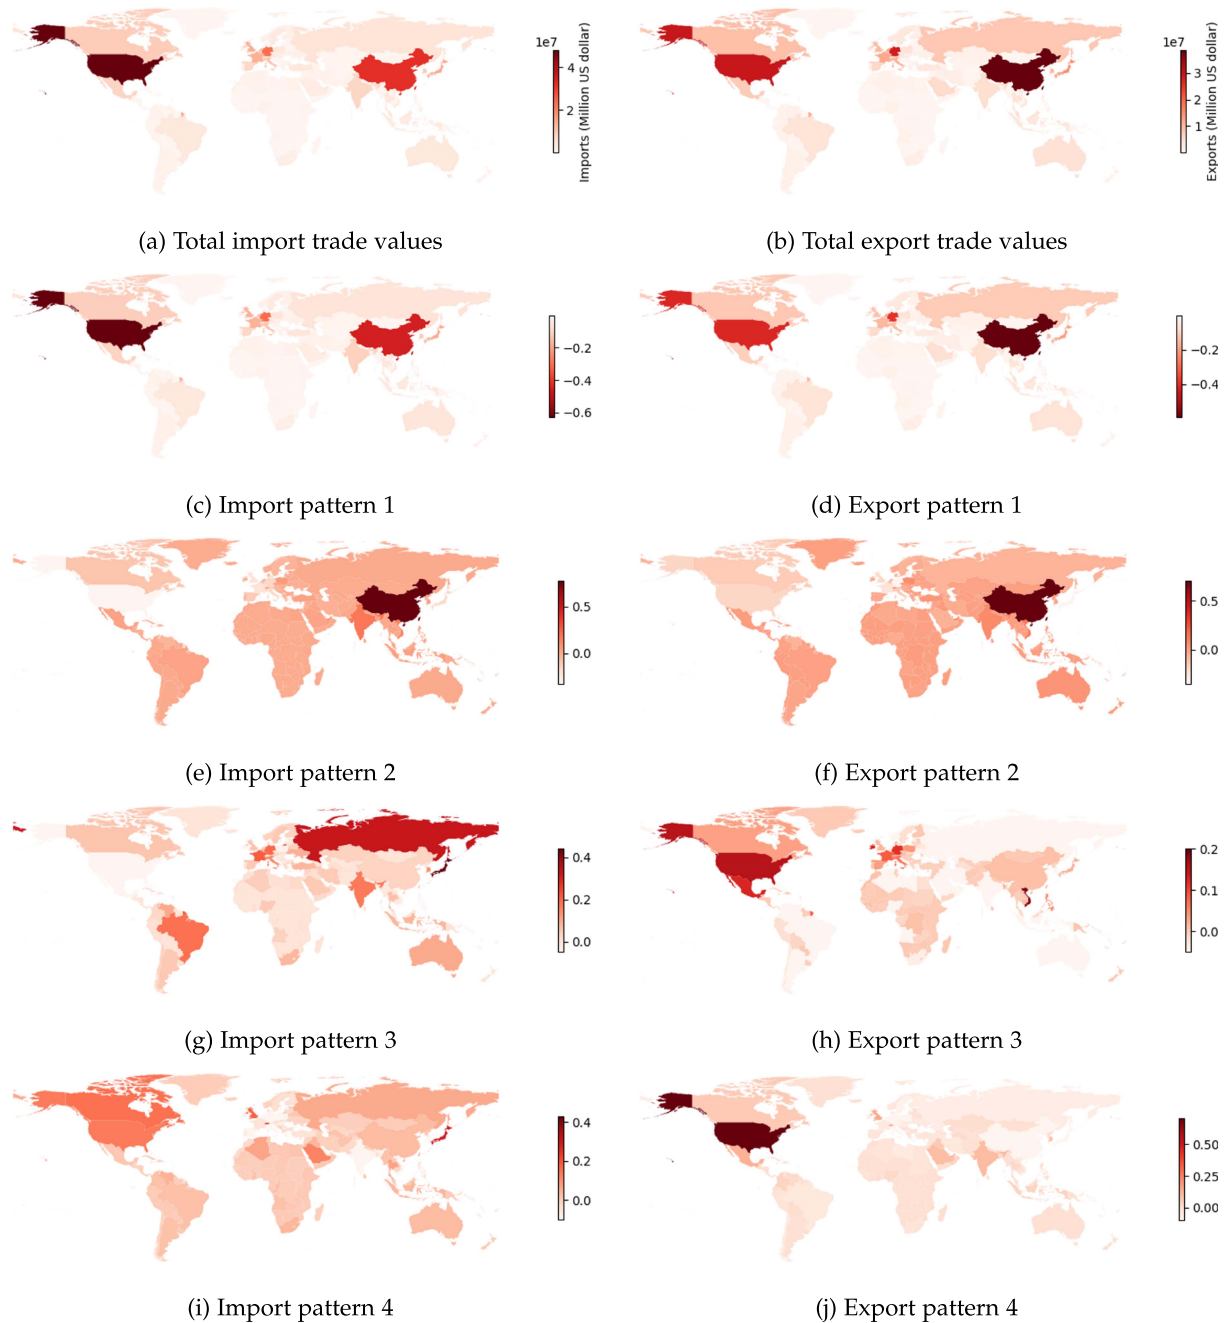 1e7
4
2
Imports (Million US dollar)
1e7
3
2
1
Exports (Million US dollar)
(a) Total import trade values
(b) Total export trade values
−0.2
−0.4
−0.6
−0.2
−0.4
(c) Import pattern 1
(d) Export pattern 1
0.5
0.0
0.5
0.0
(e) Import pattern 2
(f) Export pattern 2
0.4
0.2
0.0
0.2
0.1
0.0
(g) Import pattern 3
(h) Export pattern 3
0.4
0.2
0.0
0.50
0.25
0.00
(i) Import pattern 4
(j) Export pattern 4